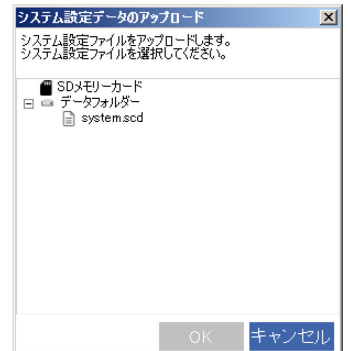 システム設定データのアップロード
システム設定ファイルをアップロードします。
システム設定ファイルを選択してください。
SDメモリーカード
データフォルダー
system.scd
OK
キャンセル